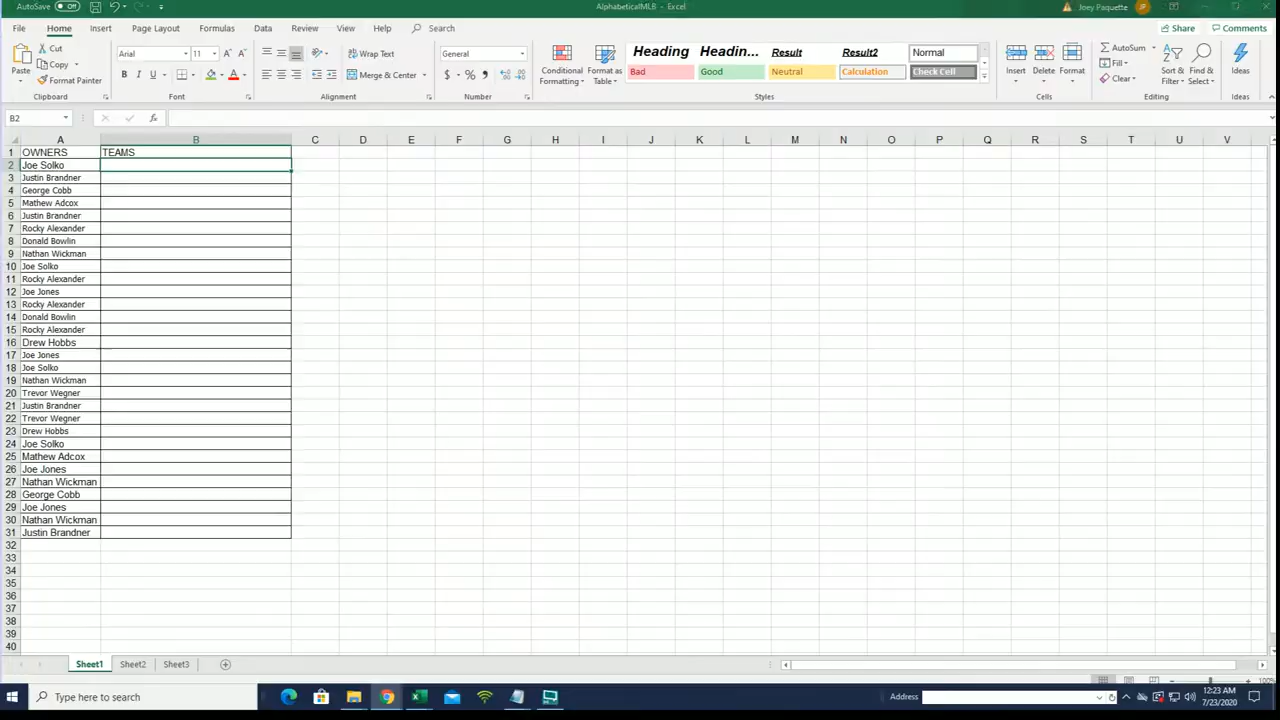 AutoSave Off AlphabeticalMLB - Excel Joey Paquette JP
File Home Insert Page Layout Formulas Data Review View Help Search Share Comments
Paste Cut Copy Format Painter Clipboard
Arial 11 B I U A Font
ab Wrap Text Merge & Center Alignment
General $ % , Number
Conditional Formatting Format as Table
Heading Headin... Result Result2 Normal
Bad Good Neutral Calculation Check Cell
Styles
Insert Delete Format Cells
AutoSum Fill Clear Sort & Filter Find & Select Editing
Ideas Ideas
B2 fx
A B C D E F G H I J K L M N O P Q R S T U V
1 OWNERS TEAMS
2 Joe Solko
3 Justin Brandner
4 George Cobb
5 Mathew Adcox
6 Justin Brandner
7 Rocky Alexander
8 Donald Bowlin
9 Nathan Wickman
10 Joe Solko
11 Rocky Alexander
12 Joe Jones
13 Rocky Alexander
14 Donald Bowlin
15 Rocky Alexander
16 Drew Hobbs
17 Joe Jones
18 Joe Solko
19 Nathan Wickman
20 Trevor Wegner
21 Justin Brandner
22 Trevor Wegner
23 Drew Hobbs
24 Joe Solko
25 Mathew Adcox
26 Joe Jones
27 Nathan Wickman
28 George Cobb
29 Joe Jones
30 Nathan Wickman
31 Justin Brandner
32
33
34
35
36
37
38
39
40
Sheet1 Sheet2 Sheet3
100%
Type here to search Address 12:23 AM
7/23/2020